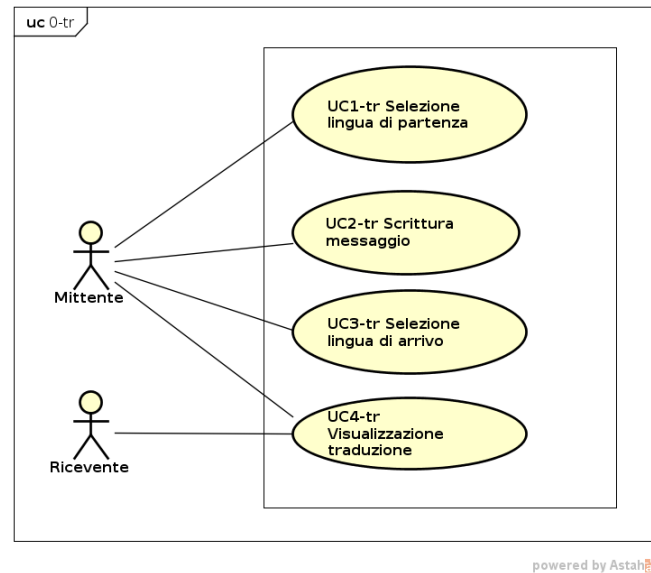 uc 0-tr
UC1-tr Selezione
lingua di partenza
UC2-tr Scrittura
messaggio
Mittente
UC3-tr Selezione
lingua di arrivo
UC4-tr
Visualizzazione
traduzione
Ricevente
powered by Astah